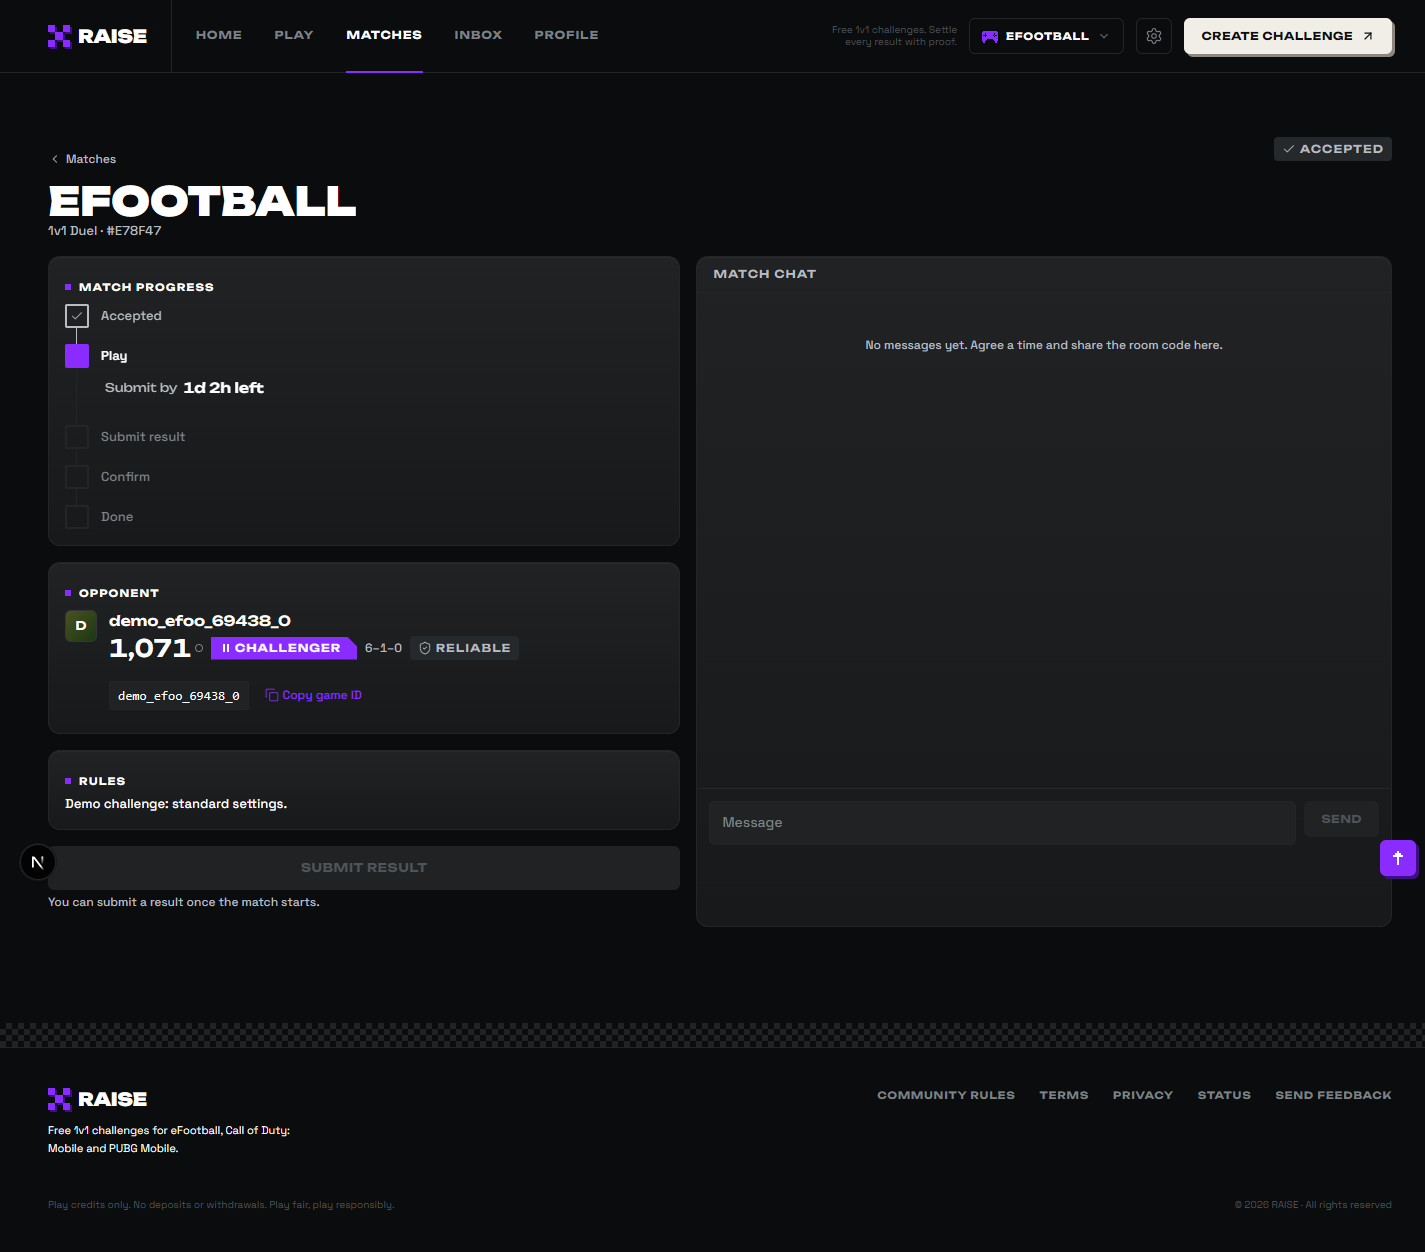 RAISE
HOME
PLAY
MATCHES
INBOX
PROFILE
Free 1v1 challenges. Settle
every result with proof.
EFOOTBALL
CREATE CHALLENGE
Matches
ACCEPTED
EFOOTBALL
1v1 Duel · #E78F47
MATCH PROGRESS
Accepted
Play
Submit by 1d 2h left
Submit result
Confirm
Done
OPPONENT
D
demo_efoo_69438_0
1,071 CHALLENGER 6–1–0 RELIABLE
demo_efoo_69438_0 Copy game ID
RULES
Demo challenge: standard settings.
N
SUBMIT RESULT
You can submit a result once the match starts.
MATCH CHAT
No messages yet. Agree a time and share the room code here.
Message
SEND
RAISE
Free 1v1 challenges for eFootball, Call of Duty:
Mobile and PUBG Mobile.
COMMUNITY RULES
TERMS
PRIVACY
STATUS
SEND FEEDBACK
Play credits only. No deposits or withdrawals. Play fair, play responsibly.
© 2026 RAISE · All rights reserved